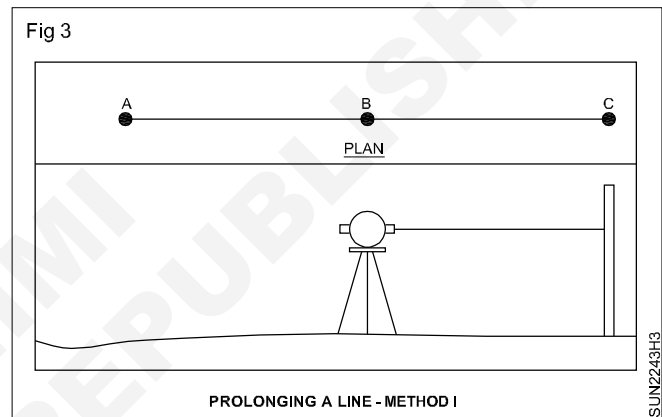 Fig 3
A B C
PLAN
PROLONGING A LINE - METHOD I
SUN2243H3